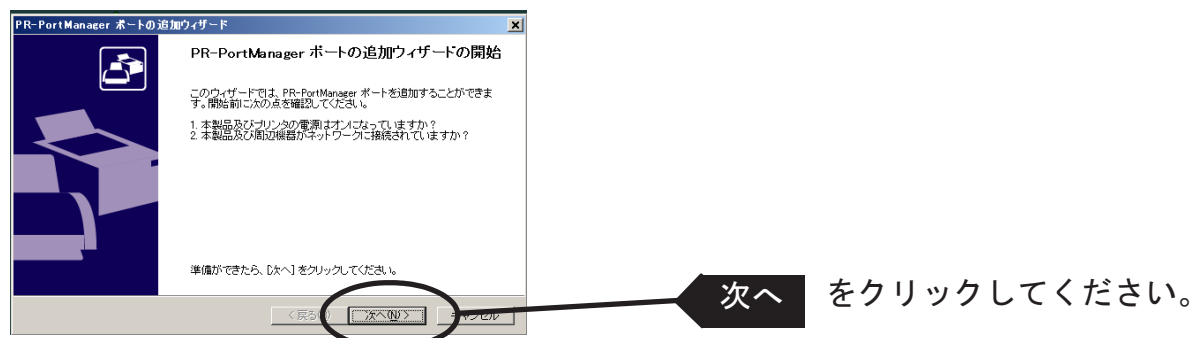 PR-PortManager ポートの追加ウィザード
PR-PortManager ポートの追加ウィザードの開始
このウィザードでは、PR-PortManager ポートを追加することができま
す。開始前に次の点を確認してください。
1. 本製品及びプリンタの電源はオンになっていますか？
2. 本製品及び周辺機器がネットワークに接続されていますか？
準備ができたら、[次へ] をクリックしてください。
< 戻る
次へ(N) >
キャンセル
次へ をクリックしてください。